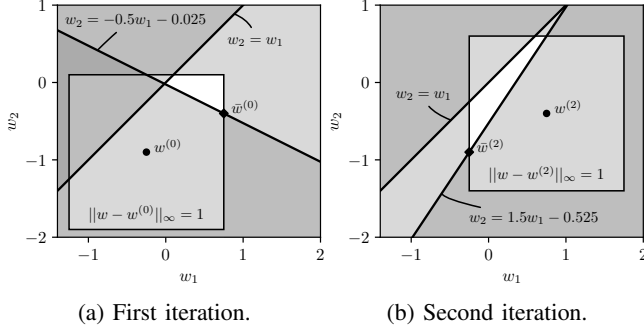 w₂ = −0.5w₁ - 0.025
w₂ = w₁
w̄⁽⁰⁾
w⁽⁰⁾
||w − w⁽⁰⁾||∞ = 1
1
0
−1
−2
w₂
−1
0
1
2
w₁
(a) First iteration.
w₂ = w₁
w⁽²⁾
w̄⁽²⁾
||w − w⁽²⁾||∞ = 1
w₂ = 1.5w₁ - 0.525
1
0
−1
−2
w₂
−1
0
1
2
w₁
(b) Second iteration.